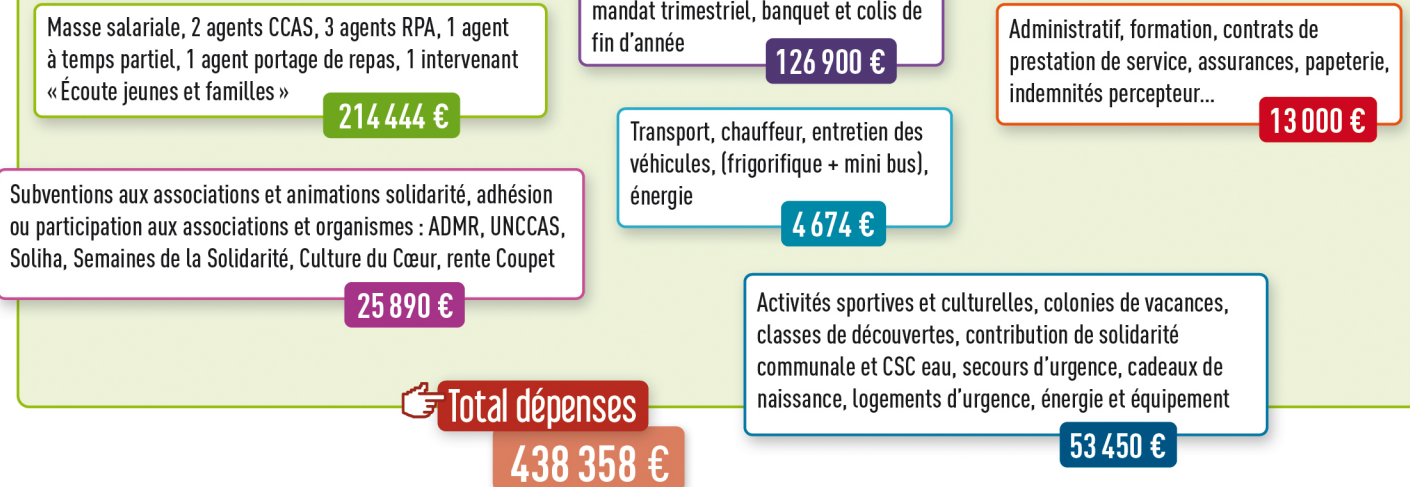 Masse salariale, 2 agents CCAS, 3 agents RPA, 1 agent
à temps partiel, 1 agent portage de repas, 1 intervenant
« Écoute jeunes et familles »
214 444 €
mandat trimestriel, banquet et colis de
fin d’année
126 900 €
Administratif, formation, contrats de
prestation de service, assurances, papeterie,
indemnités percepteur...
13 000 €
Transport, chauffeur, entretien des
véhicules, (frigorifique + mini bus),
énergie
4 674 €
Subventions aux associations et animations solidarité, adhésion
ou participation aux associations et organismes : ADMR, UNCCAS,
Soliha, Semaines de la Solidarité, Culture du Cœur, rente Coupet
25 890 €
Activités sportives et culturelles, colonies de vacances,
classes de découvertes, contribution de solidarité
communale et CSC eau, secours d’urgence, cadeaux de
naissance, logements d’urgence, énergie et équipement
53 450 €
Total dépenses
438 358 €